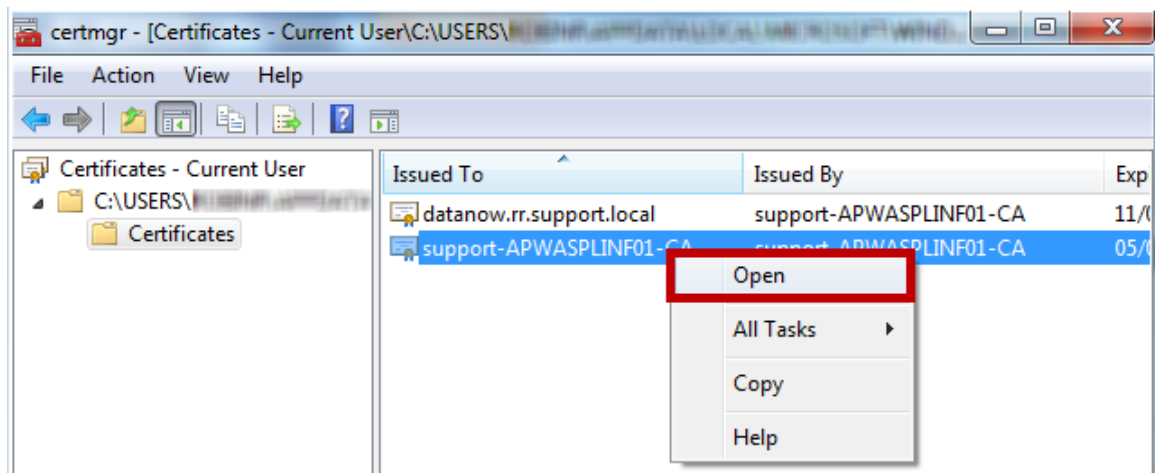 certmgr - [Certificates - Current User\C:\USERS\
File Action View Help
Certificates - Current User
C:\USERS\
Certificates
Issued To Issued By Exp
datanow.rr.support.local support-APWASPLINF01-CA 11/0
support-APWASPLINF01-CA support-APWASPLINF01-CA 05/0
Open
All Tasks
Copy
Help